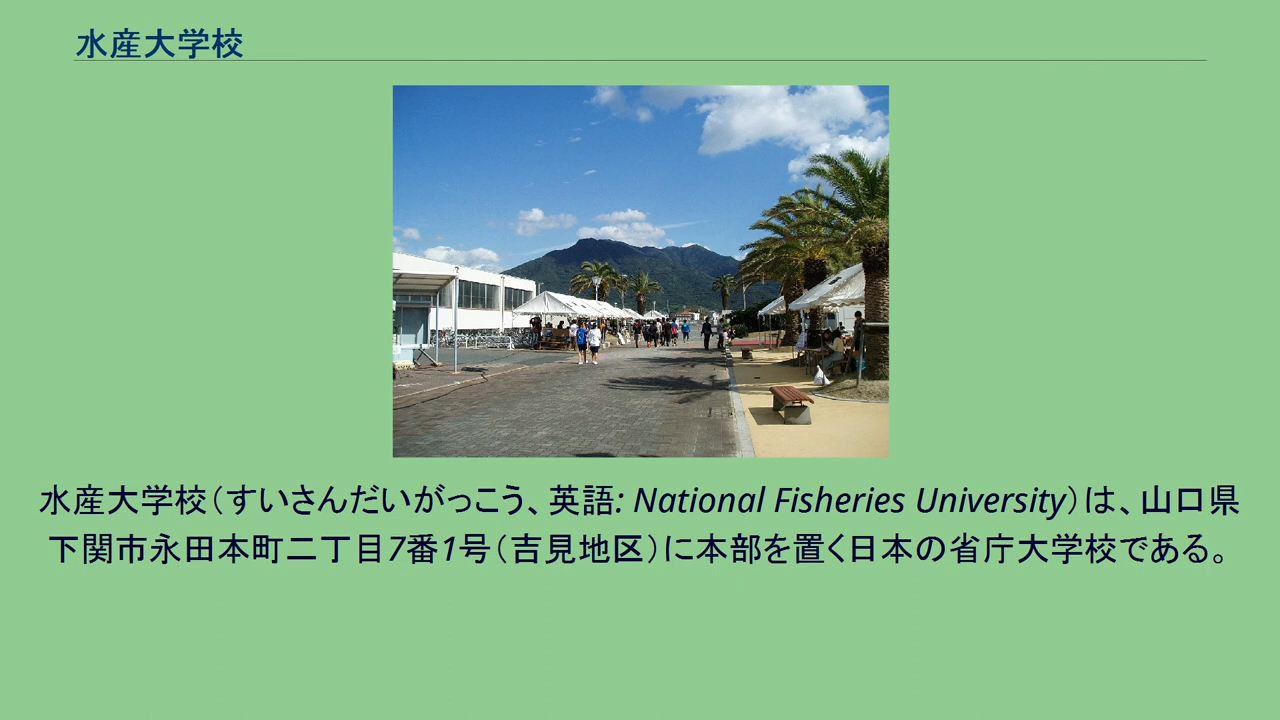 水産大学校
水産大学校（すいさんだいがっこう、英語: National Fisheries University）は、山口県
下関市永田本町二丁目7番1号（吉見地区）に本部を置く日本の省庁大学校である。